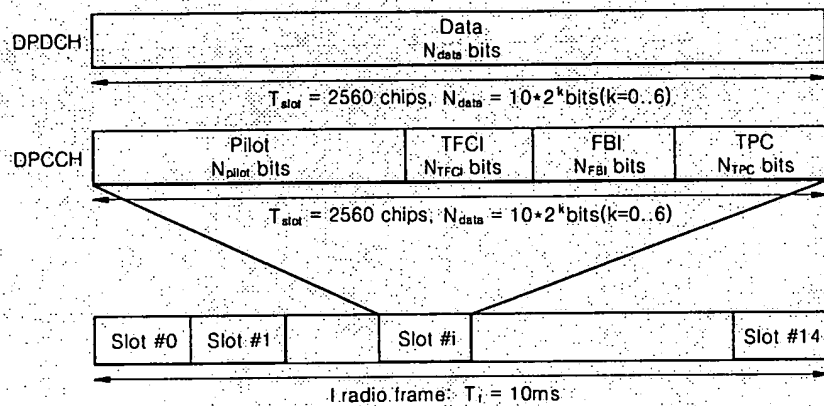 DPDCH
Data
N_data bits
T_slot = 2560 chips, N_data = 10*2^k bits(k=0..6)
DPCCH
Pilot
N_pilot bits
TFCI
N_TFCI bits
FBI
N_FBI bits
TPC
N_TPC bits
T_slot = 2560 chips, N_data = 10*2^k bits(k=0..6)
Slot #0 Slot #1 Slot #i Slot #14
I radio frame: T_f = 10ms